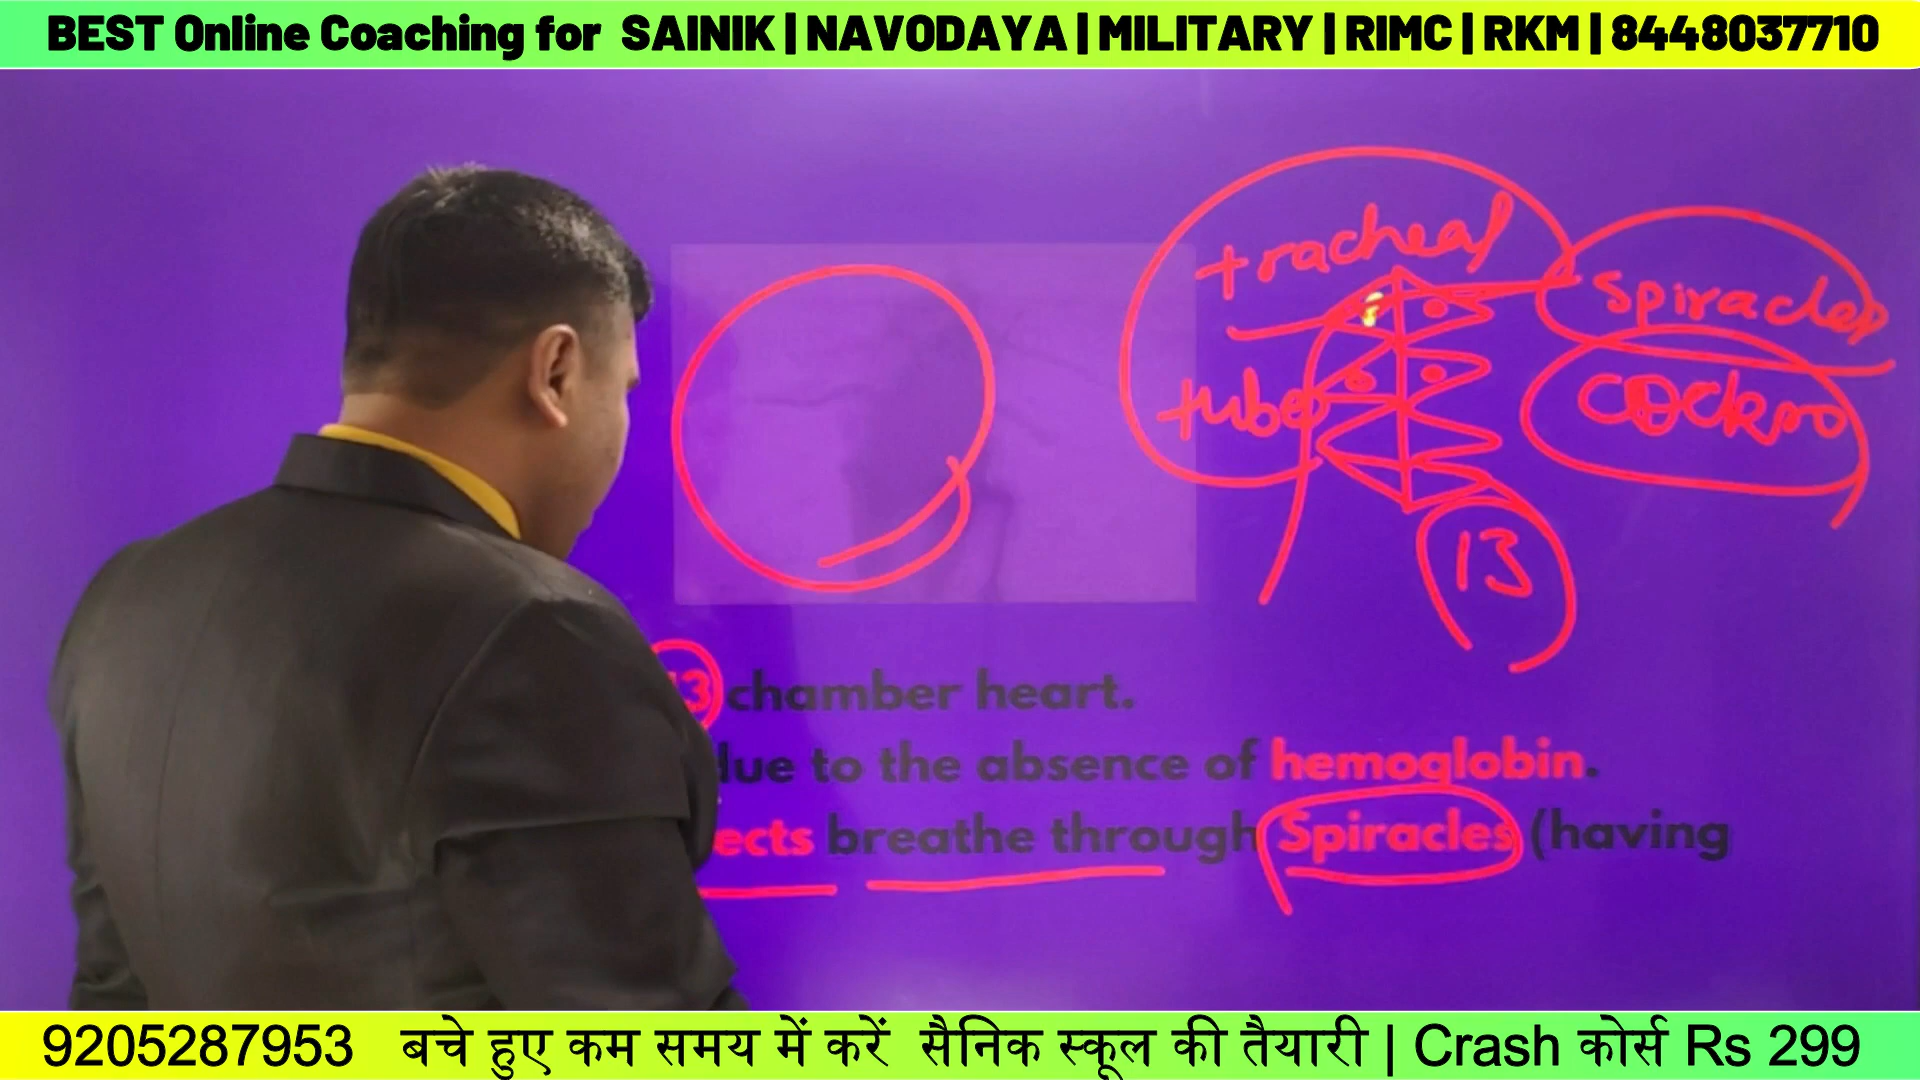 BEST Online Coaching for SAINIK | NAVODAYA | MILITARY | RIMC | RKM | 8448037710
tracheal
spiracles
tube
cockro
13
13 chamber heart.
due to the absence of hemoglobin.
ects breathe through Spiracles (having
9205287953 बचे हुए कम समय में करें सैनिक स्कूल की तैयारी | Crash कोर्स Rs 299